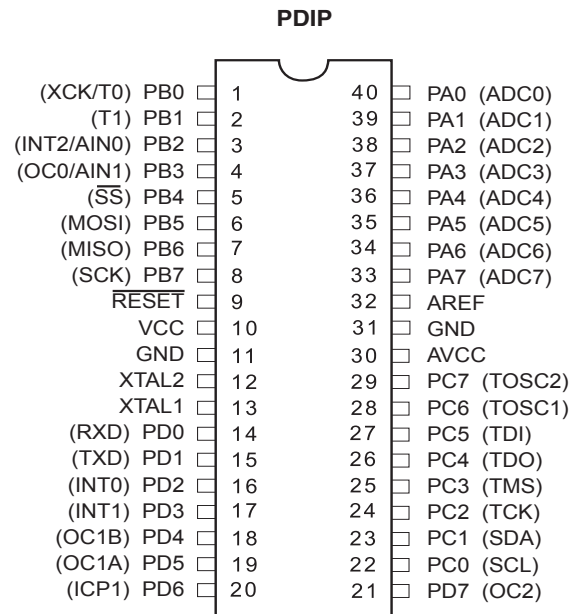 PDIP
(XCK/T0) PB0 1 40 PA0 (ADC0)
(T1) PB1 2 39 PA1 (ADC1)
(INT2/AIN0) PB2 3 38 PA2 (ADC2)
(OC0/AIN1) PB3 4 37 PA3 (ADC3)
(SS) PB4 5 36 PA4 (ADC4)
(MOSI) PB5 6 35 PA5 (ADC5)
(MISO) PB6 7 34 PA6 (ADC6)
(SCK) PB7 8 33 PA7 (ADC7)
RESET 9 32 AREF
VCC 10 31 GND
GND 11 30 AVCC
XTAL2 12 29 PC7 (TOSC2)
XTAL1 13 28 PC6 (TOSC1)
(RXD) PD0 14 27 PC5 (TDI)
(TXD) PD1 15 26 PC4 (TDO)
(INT0) PD2 16 25 PC3 (TMS)
(INT1) PD3 17 24 PC2 (TCK)
(OC1B) PD4 18 23 PC1 (SDA)
(OC1A) PD5 19 22 PC0 (SCL)
(ICP1) PD6 20 21 PD7 (OC2)